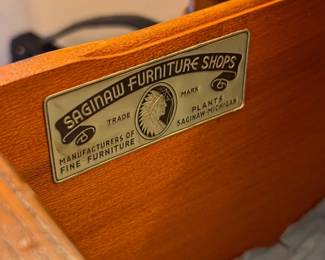 SAGINAW FURNITURE SHOPS
TRADE MARK
MANUFACTURERS OF
FINE FURNITURE
PLANTS
SAGINAW-MICHIGAN